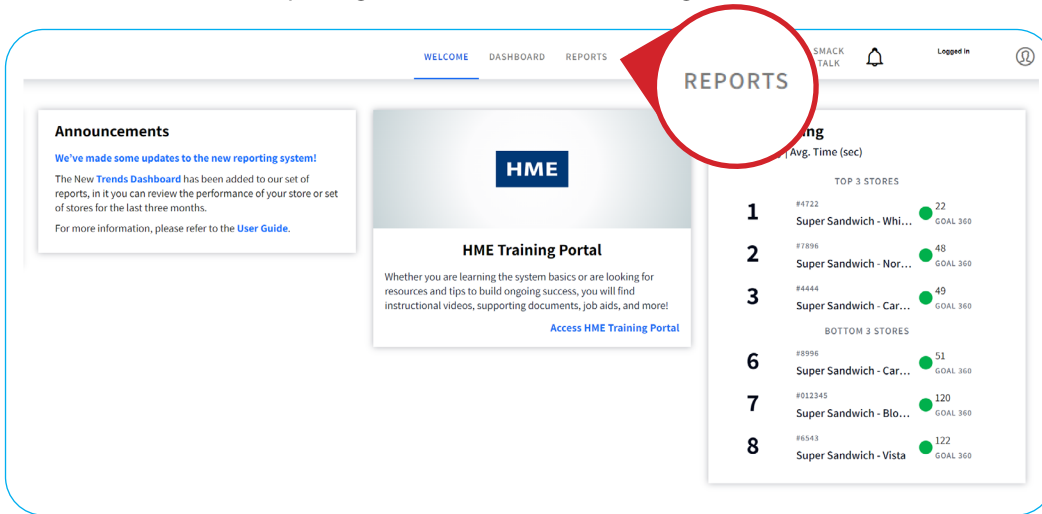 WELCOME DASHBOARD REPORTS
REPORTS
SMACK
TALK
Logged in
Announcements
We've made some updates to the new reporting system!
The New Trends Dashboard has been added to our set of
reports, in it you can review the performance of your store or set
of stores for the last three months.
For more information, please refer to the User Guide.
HME
HME Training Portal
Whether you are learning the system basics or are looking for
resources and tips to build ongoing success, you will find
instructional videos, supporting documents, job aids, and more!
Access HME Training Portal
ng
| Avg. Time (sec)
TOP 3 STORES
1
#4722
Super Sandwich - Whi...
22
GOAL 360
2
#7896
Super Sandwich - Nor...
48
GOAL 360
3
#4444
Super Sandwich - Car...
49
GOAL 360
BOTTOM 3 STORES
6
#8996
Super Sandwich - Car...
51
GOAL 360
7
#012345
Super Sandwich - Blo...
120
GOAL 360
8
#6543
Super Sandwich - Vista
122
GOAL 360